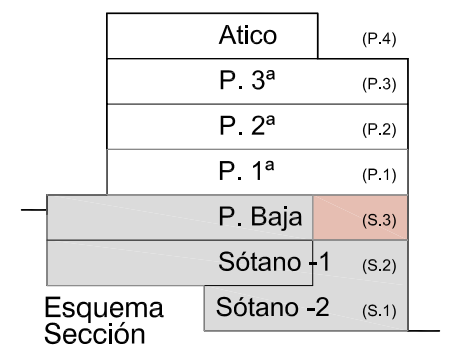 Atico (P.4)
P. 3ª (P.3)
P. 2ª (P.2)
P. 1ª (P.1)
P. Baja (S.3)
Sótano -1 (S.2)
Sótano -2 (S.1)
Esquema
Sección